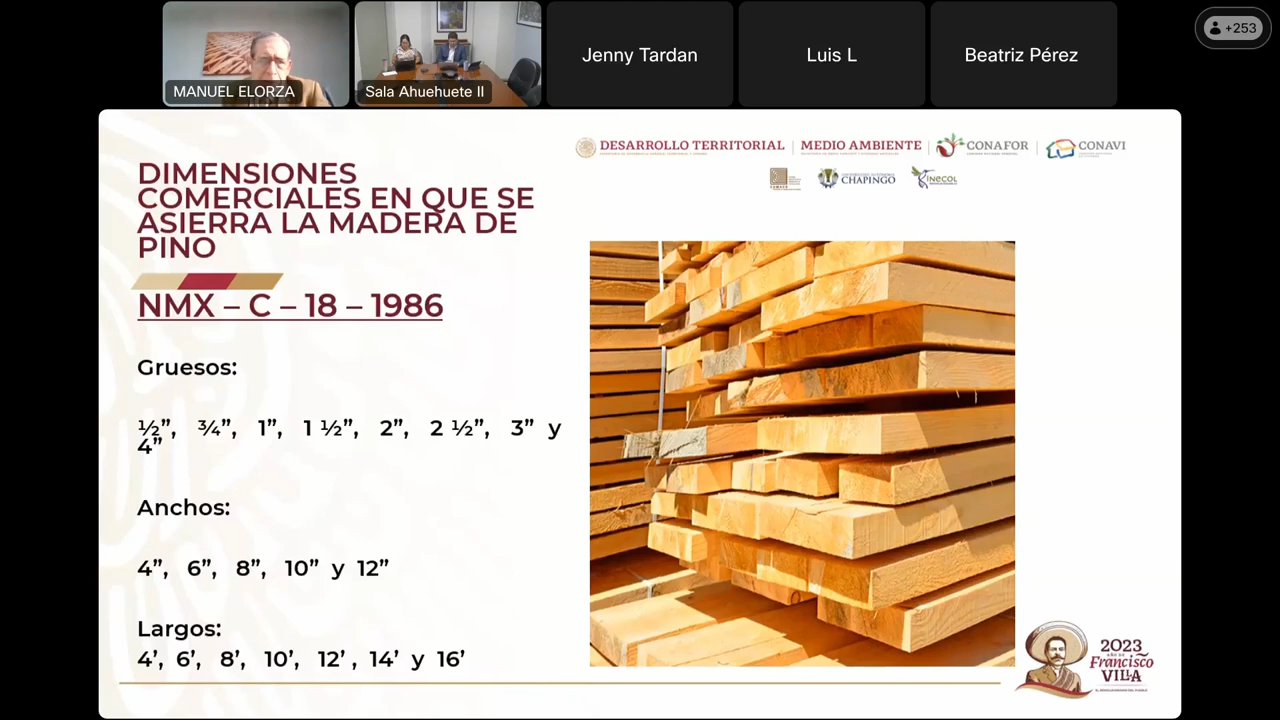 +253
MANUEL ELORZA
Sala Ahuehuete II
Jenny Tardan
Luis L
Beatriz Pérez
DESARROLLO TERRITORIAL
MEDIO AMBIENTE
CONAFOR
CONAVI
CHAPINGO
INECOL
DIMENSIONES
COMERCIALES EN QUE SE
ASIERRA LA MADERA DE
PINO
NMX – C – 18 – 1986
Gruesos:
½”, ¾”, 1”, 1 ½”, 2”, 2 ½”, 3” y
4”
Anchos:
4”, 6”, 8”, 10” y 12”
Largos:
4’, 6’, 8’, 10’, 12’ , 14’ y 16’
2023
Francisco
VILLA